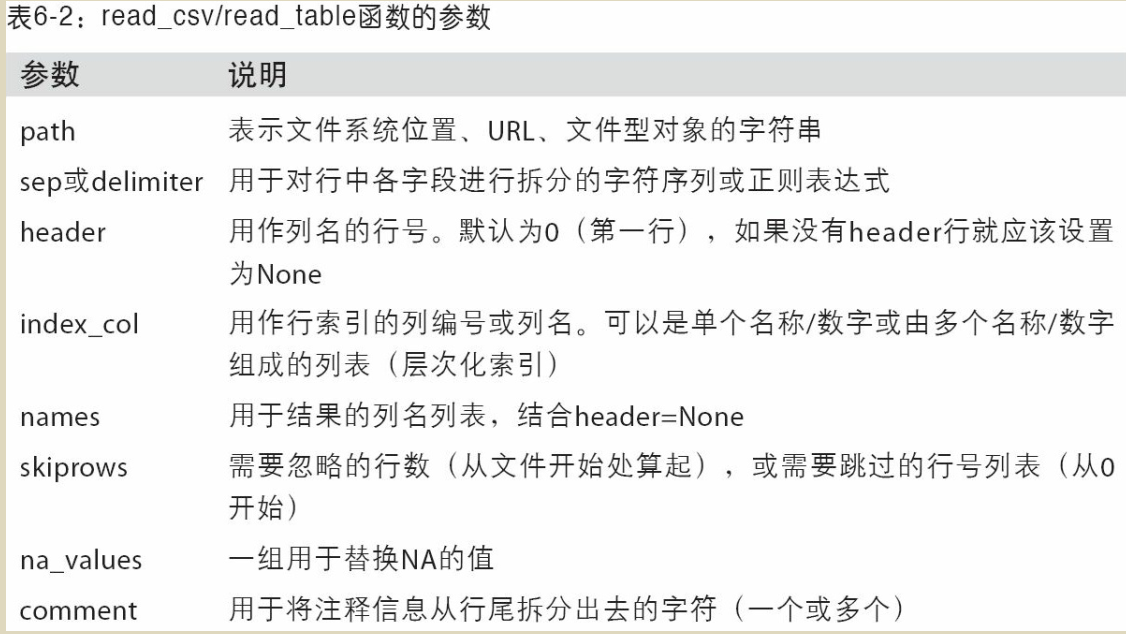 表6-2：read_csv/read_table函数的参数
参数 说明
path 表示文件系统位置、URL、文件型对象的字符串
sep或delimiter 用于对行中各字段进行拆分的字符序列或正则表达式
header 用作列名的行号。默认为0（第一行），如果没有header行就应该设置
为None
index_col 用作行索引的列编号或列名。可以是单个名称/数字或由多个名称/数字
组成的列表（层次化索引）
names 用于结果的列名列表，结合header=None
skiprows 需要忽略的行数（从文件开始处算起），或需要跳过的行号列表（从0
开始）
na_values 一组用于替换NA的值
comment 用于将注释信息从行尾拆分出去的字符（一个或多个）